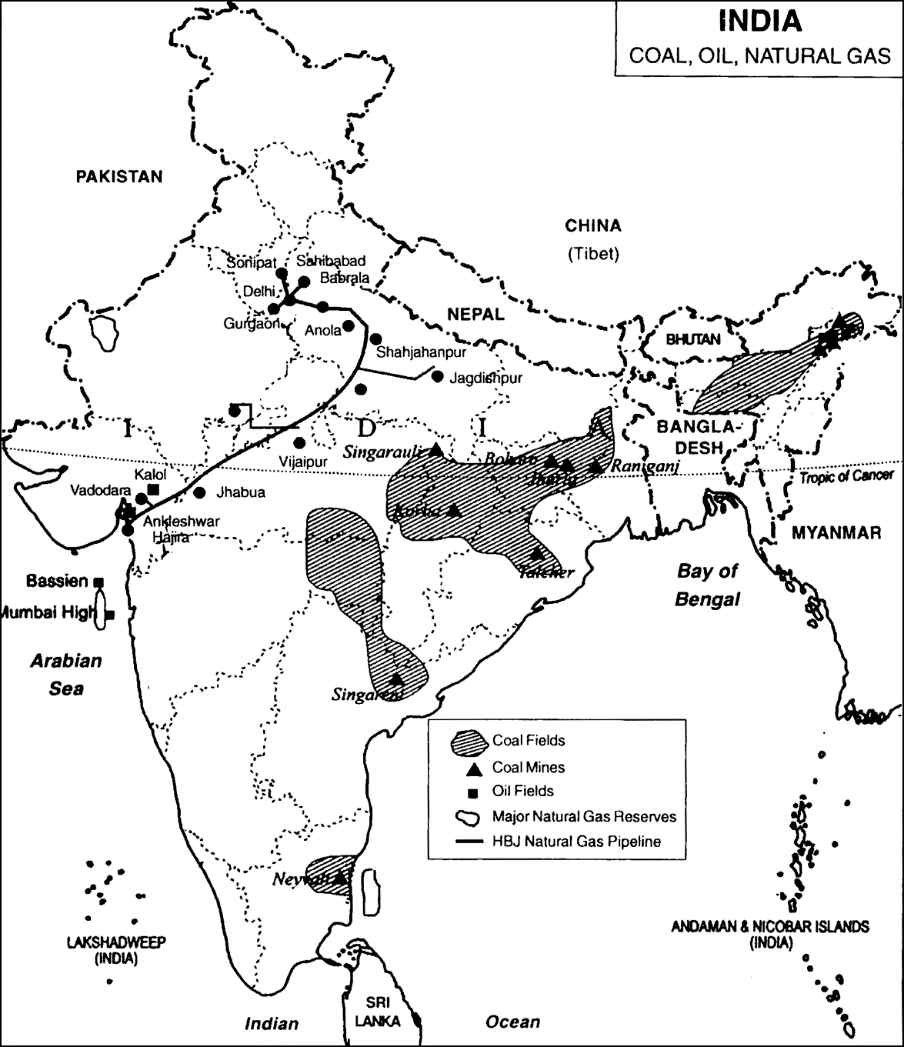 INDIA
COAL, OIL, NATURAL GAS
PAKISTAN
CHINA
(Tibet)
Sonipat
Sahibabad
Delhi
Babrala
NEPAL
Gurgaon
Anola
BHUTAN
Shahjahanpur
Jagdishpur
I
D
I
A
BANGLA-
DESH
Singarauli
Bokaro
Raniganj
Vijaipur
Jharia
Kalol
Tropic of Cancer
Vadodara
Jhabua
Korba
Ankleshwar
Hajira
MYANMAR
Talcher
Bassien
Bay of
Bengal
Mumbai High
Arabian
Sea
Singareni
Coal Fields
Coal Mines
Oil Fields
Major Natural Gas Reserves
HBJ Natural Gas Pipeline
Neyvali
LAKSHADWEEP
(INDIA)
ANDAMAN & NICOBAR ISLANDS
(INDIA)
SRI
LANKA
Indian
Ocean